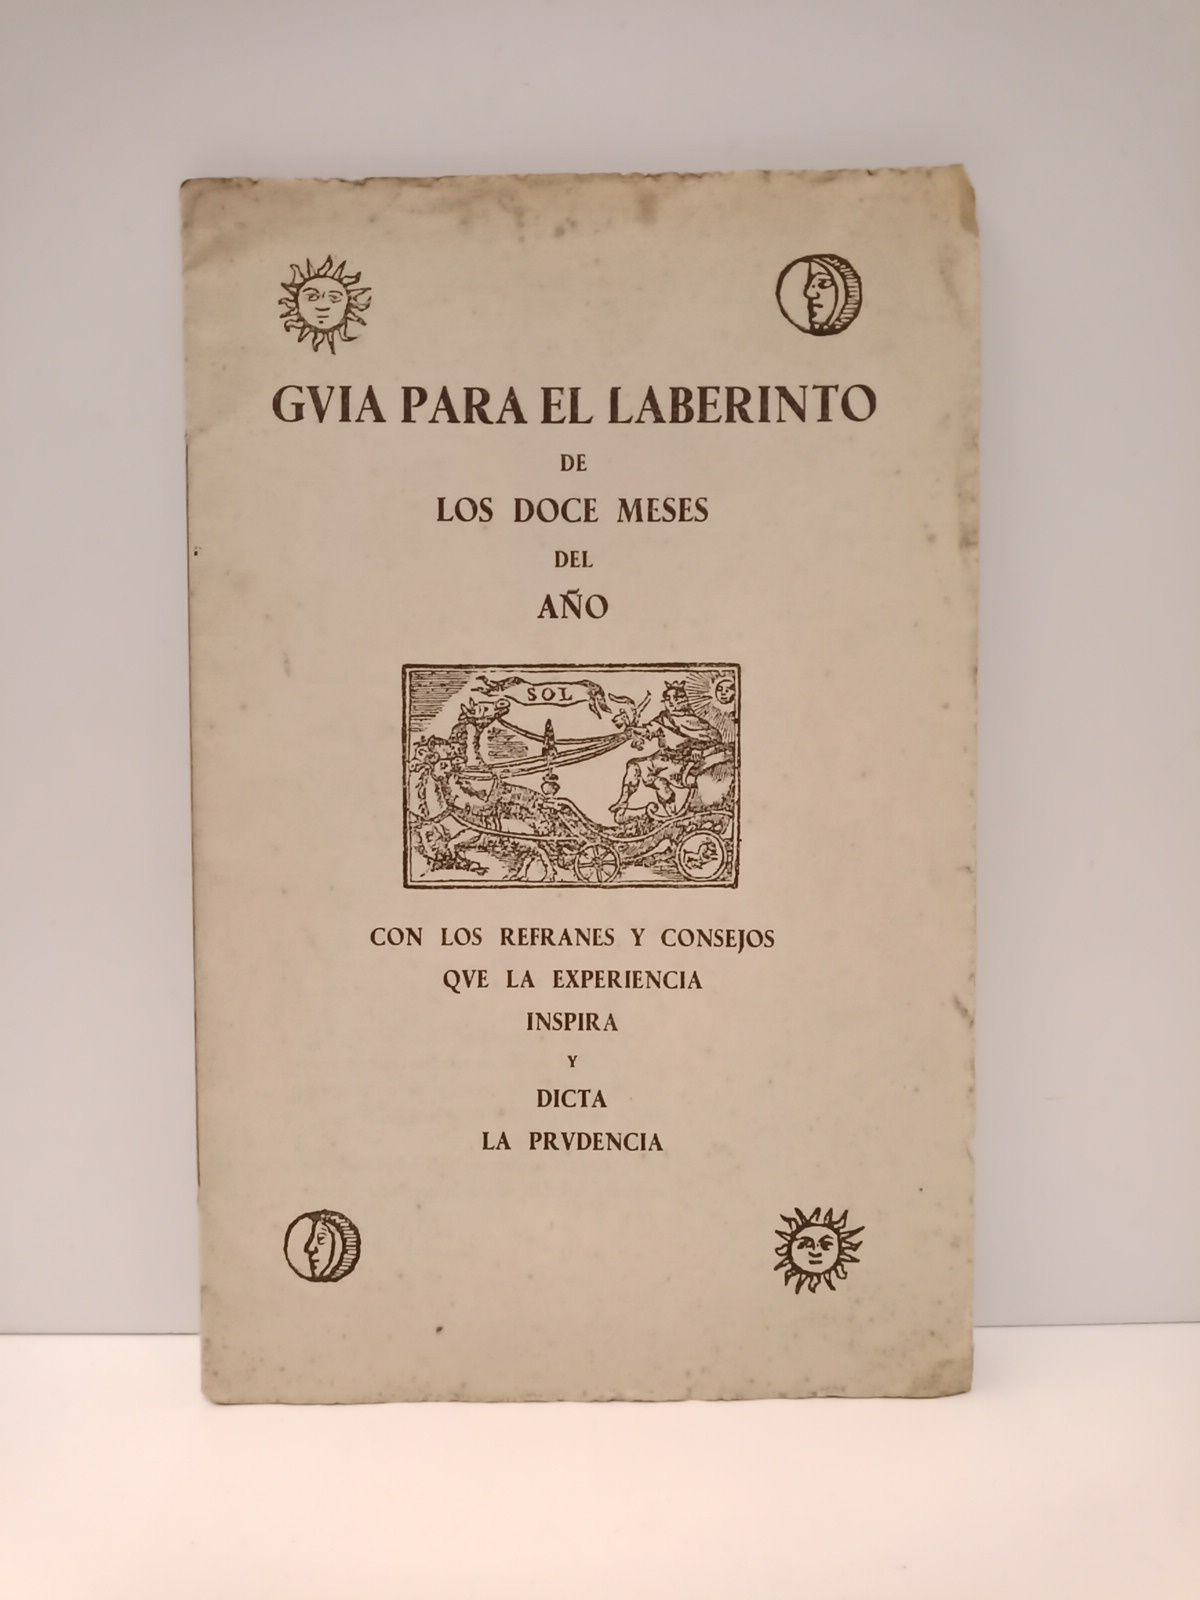 GVIA PARA EL LABERINTO
DE
LOS DOCE MESES
DEL
AÑO
SOL
CON LOS REFRANES Y CONSEJOS
QVE LA EXPERIENCIA
INSPIRA
Y
DICTA
LA PRVDENCIA